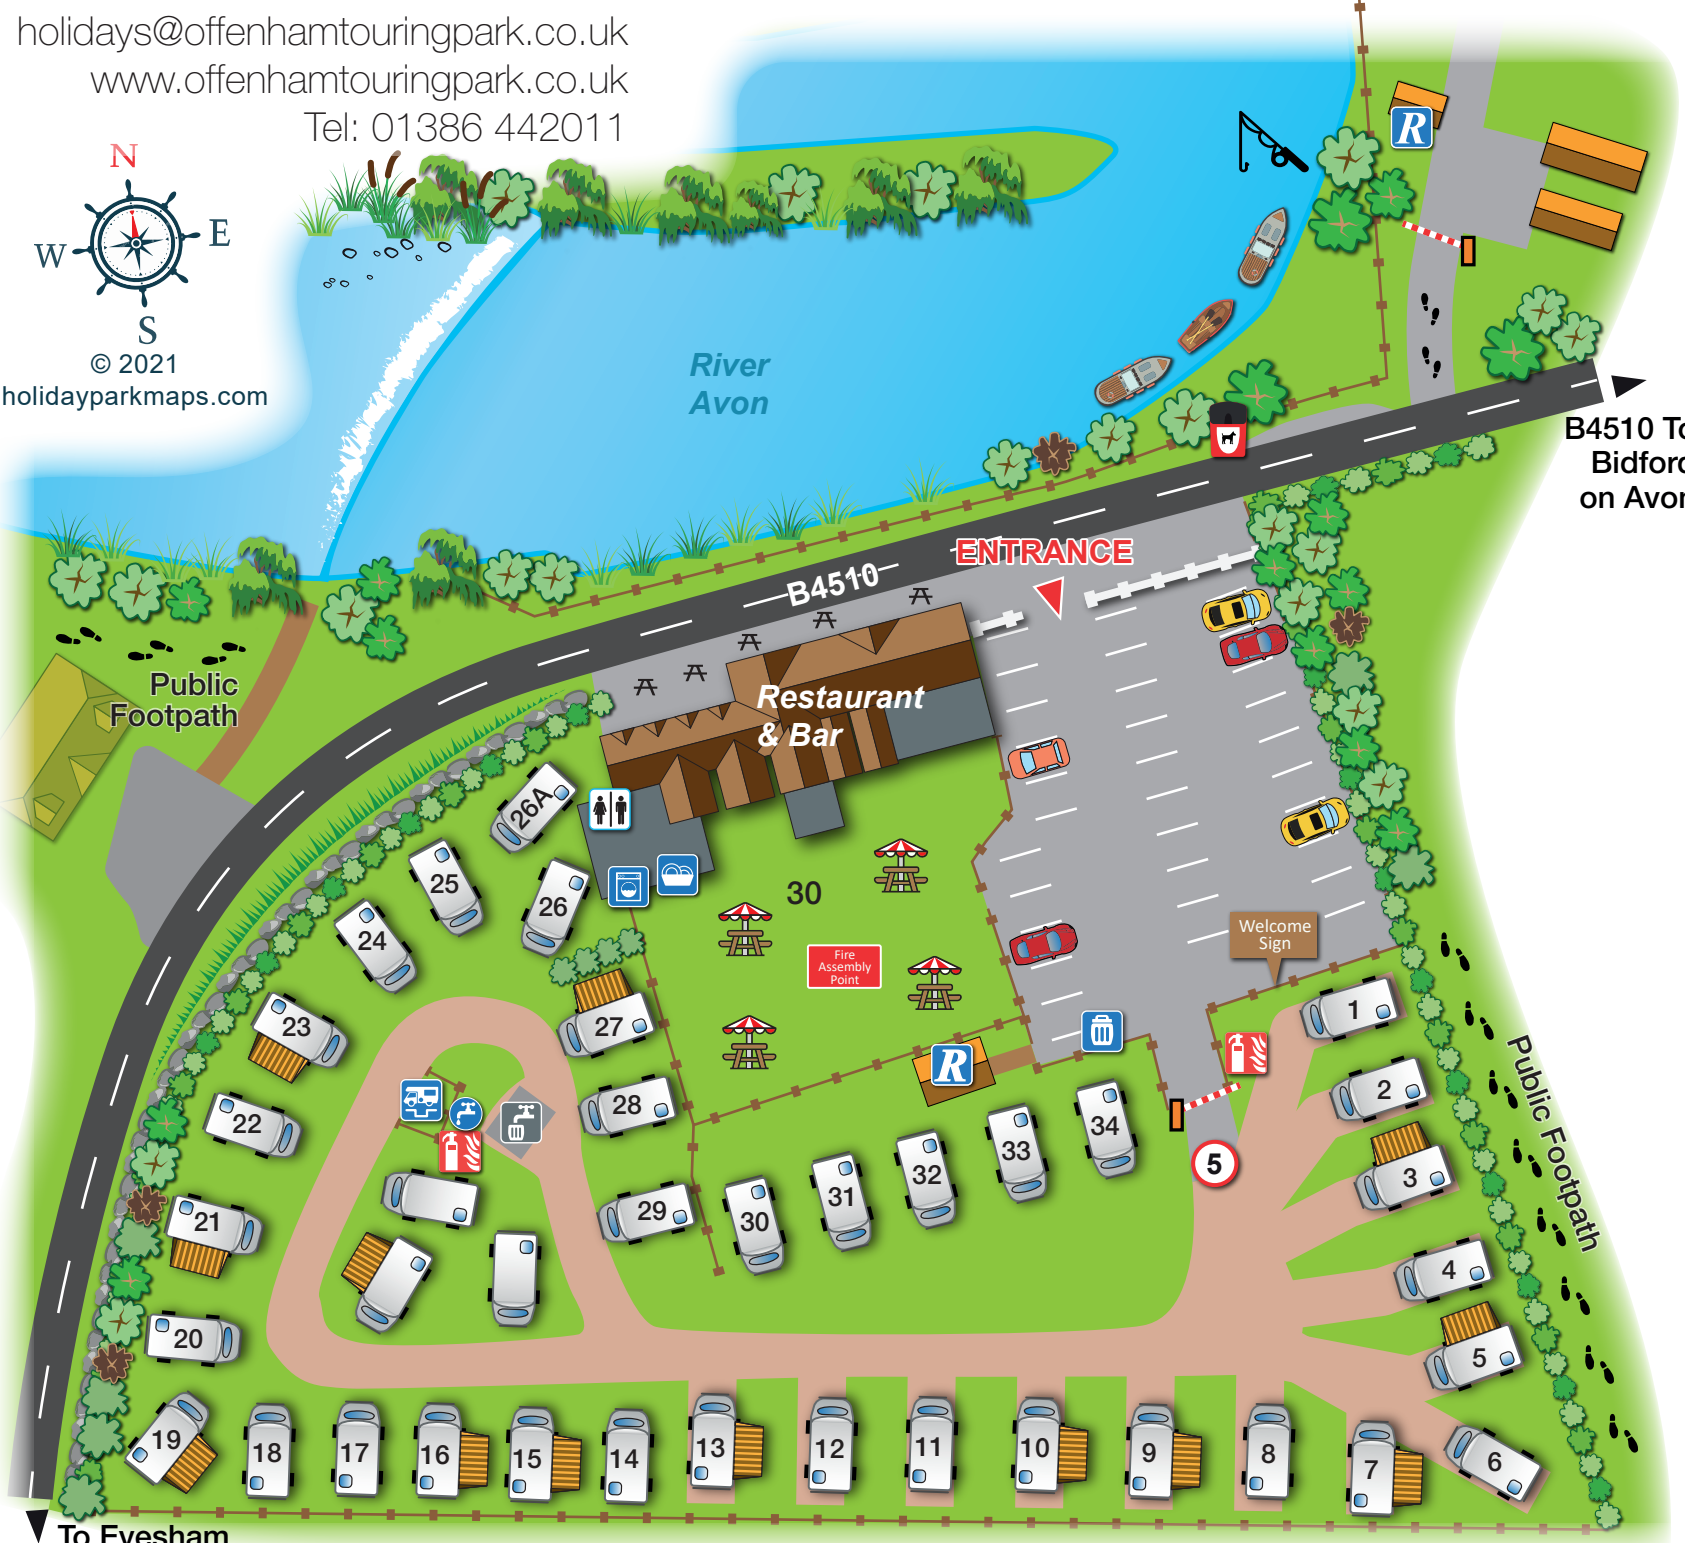 holidays@offenhamtouringpark.co.uk
www.offenhamtouringpark.co.uk
Tel: 01386 442011
N
W
E
S
© 2021
holidayparkmaps.com
R
River
Avon
B4510 To
Bidford
on Avon
ENTRANCE
B4510
Public
Footpath
Restaurant
& Bar
26A
25
26
24
30
Fire
Assembly
Point
Welcome
Sign
23
27
1
R
2
22
28
34
33
5
3
32
31
21
29
30
Public Footpath
4
20
5
19
18
17
16
15
14
13
12
11
10
9
8
7
6
To Evesham